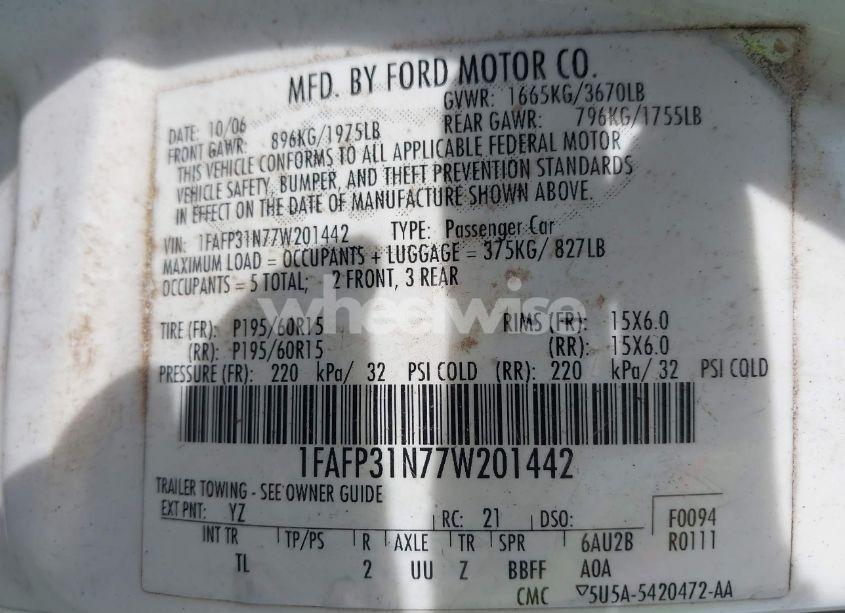 MFD. BY FORD MOTOR CO.
DATE: 10/06 GVWR: 1665KG/3670LB
FRONT GAWR: 896KG/1975LB REAR GAWR: 796KG/1755LB
THIS VEHICLE CONFORMS TO ALL APPLICABLE FEDERAL MOTOR
VEHICLE SAFETY, BUMPER, AND THEFT PREVENTION STANDARDS
IN EFFECT ON THE DATE OF MANUFACTURE SHOWN ABOVE.
VIN: 1FAFP31N77W201442 TYPE: Passenger Car
MAXIMUM LOAD = OCCUPANTS + LUGGAGE = 375KG/ 827LB
OCCUPANTS = 5 TOTAL; 2 FRONT, 3 REAR
wheelwise
TIRE (FR): P195/60R15 RIMS (FR): 15X6.0
(RR): P195/60R15 (RR): 15X6.0
PRESSURE (FR): 220 kPa/ 32 PSI COLD (RR): 220 kPa/ 32 PSI COLD
1FAFP31N77W201442
TRAILER TOWING - SEE OWNER GUIDE
EXT PNT: YZ RC: 21 DSO: F0094
INT TR TP/PS R AXLE TR SPR 6AU2B R0111
TL 2 UU Z BBFF A0A
CMC ▽5U5A-5420472-AA